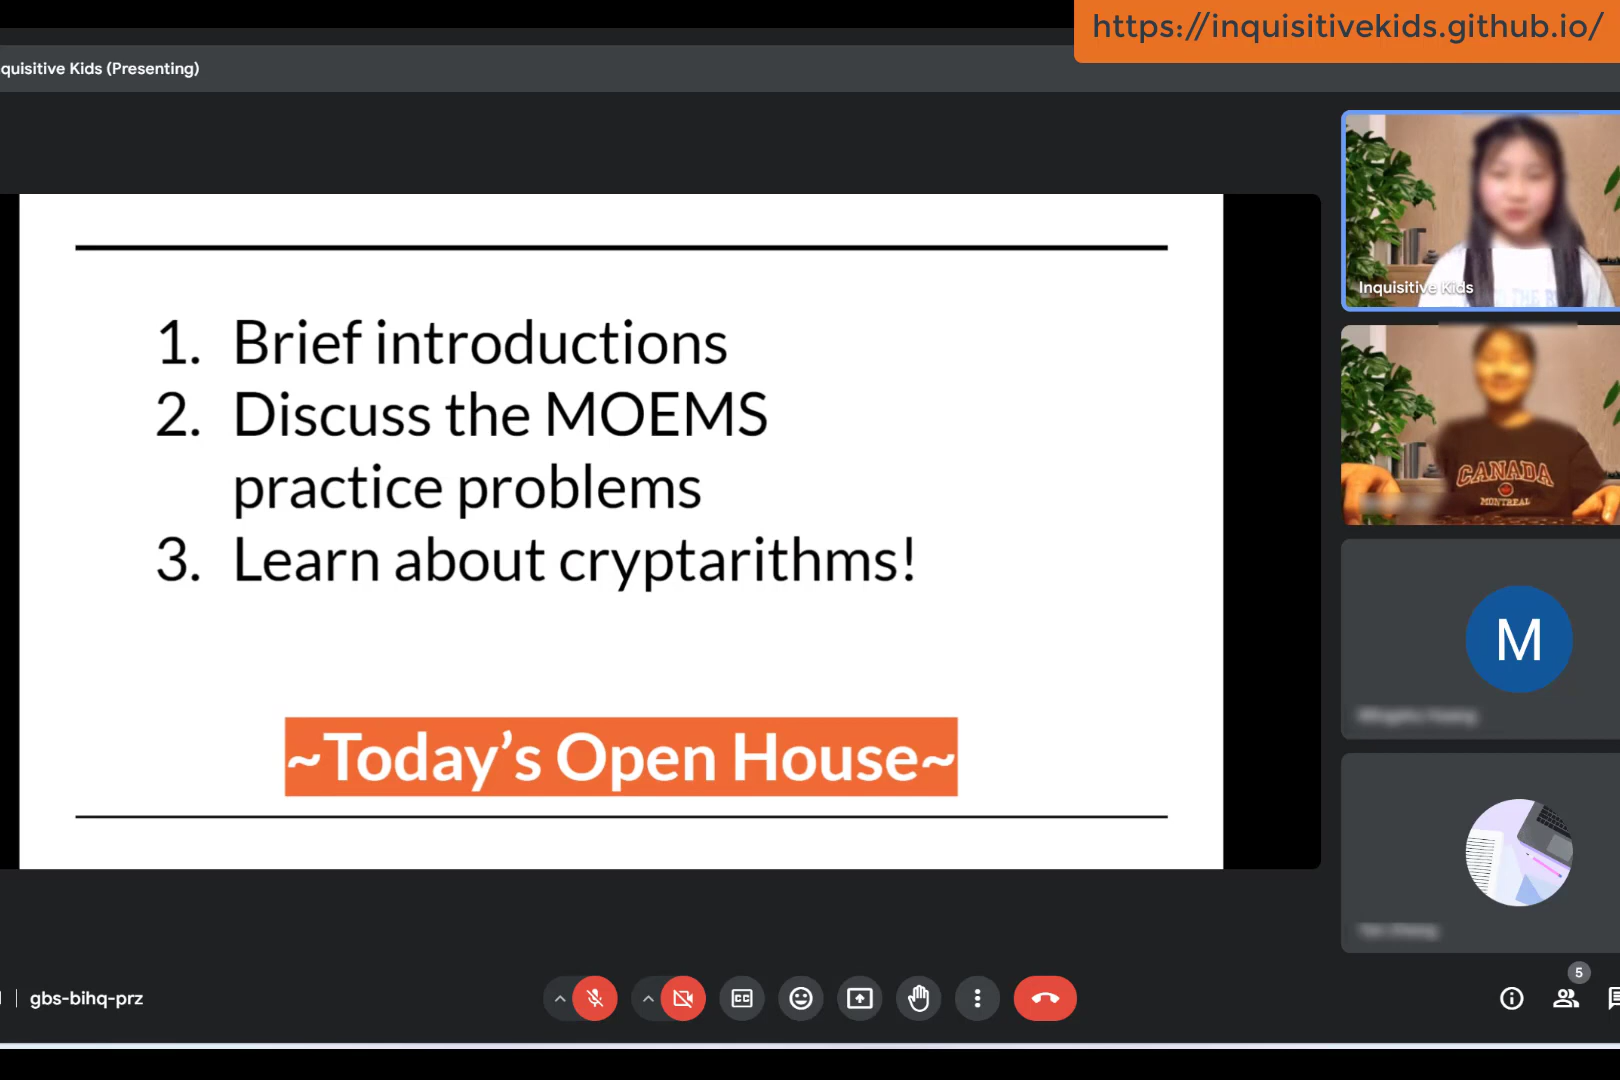 https://inquisitivekids.github.io/
quisitive Kids (Presenting)
1. Brief introductions
2. Discuss the MOEMS
practice problems
3. Learn about cryptarithms!
~Today's Open House~
Inquisitive Kids
CANADA
MONTREAL
M
gbs-bihq-prz
CC
5